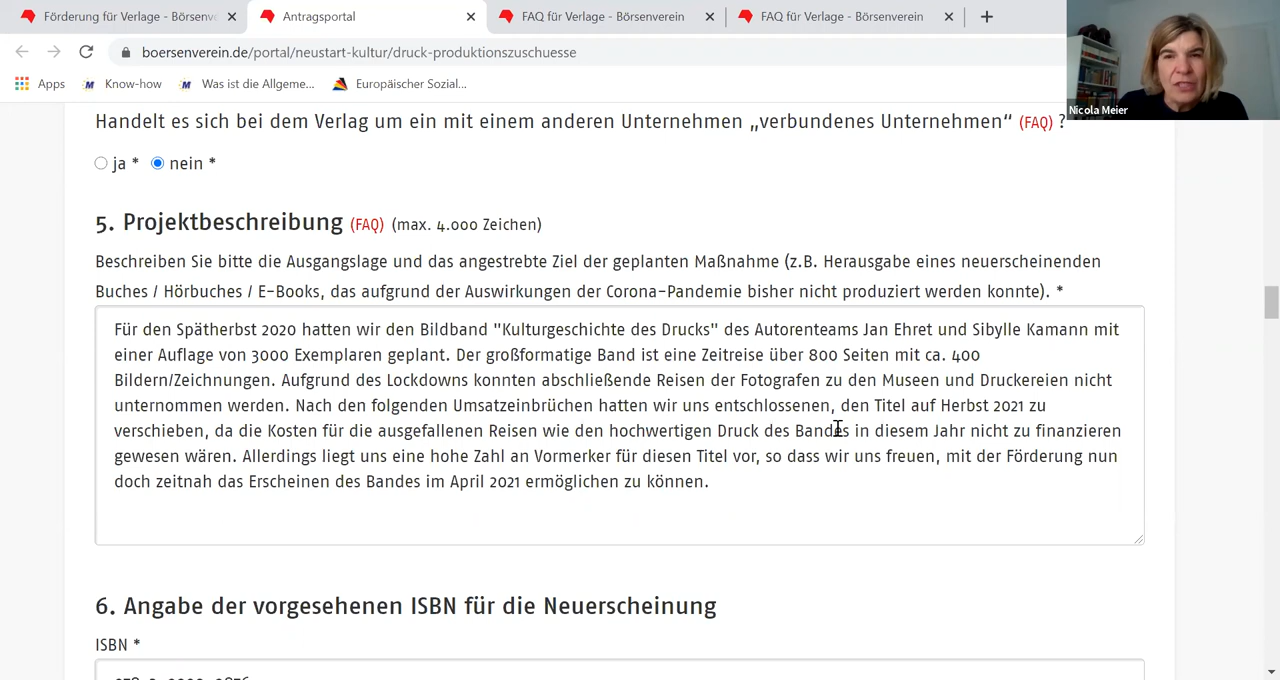 Förderung für Verlage - Börsenv
Antragsportal
FAQ für Verlage - Börsenverein
FAQ für Verlage - Börsenverein
boersenverein.de/portal/neustart-kultur/druck-produktionszuschuesse
Apps
Know-how
Was ist die Allgeme...
Europäischer Sozial...
Nicola Meier
Handelt es sich bei dem Verlag um ein mit einem anderen Unternehmen „verbundenes Unternehmen“ (FAQ) ?
ja * nein *
5. Projektbeschreibung (FAQ) (max. 4.000 Zeichen)
Beschreiben Sie bitte die Ausgangslage und das angestrebte Ziel der geplanten Maßnahme (z.B. Herausgabe eines neuerscheinenden
Buches / Hörbuches / E-Books, das aufgrund der Auswirkungen der Corona-Pandemie bisher nicht produziert werden konnte). *
Für den Spätherbst 2020 hatten wir den Bildband "Kulturgeschichte des Drucks" des Autorenteams Jan Ehret und Sibylle Kamann mit
einer Auflage von 3000 Exemplaren geplant. Der großformatige Band ist eine Zeitreise über 800 Seiten mit ca. 400
Bildern/Zeichnungen. Aufgrund des Lockdowns konnten abschließende Reisen der Fotografen zu den Museen und Druckereien nicht
unternommen werden. Nach den folgenden Umsatzeinbrüchen hatten wir uns entschlossenen, den Titel auf Herbst 2021 zu
verschieben, da die Kosten für die ausgefallenen Reisen wie den hochwertigen Druck des Bandes in diesem Jahr nicht zu finanzieren
gewesen wären. Allerdings liegt uns eine hohe Zahl an Vormerker für diesen Titel vor, so dass wir uns freuen, mit der Förderung nun
doch zeitnah das Erscheinen des Bandes im April 2021 ermöglichen zu können.
6. Angabe der vorgesehenen ISBN für die Neuerscheinung
ISBN *